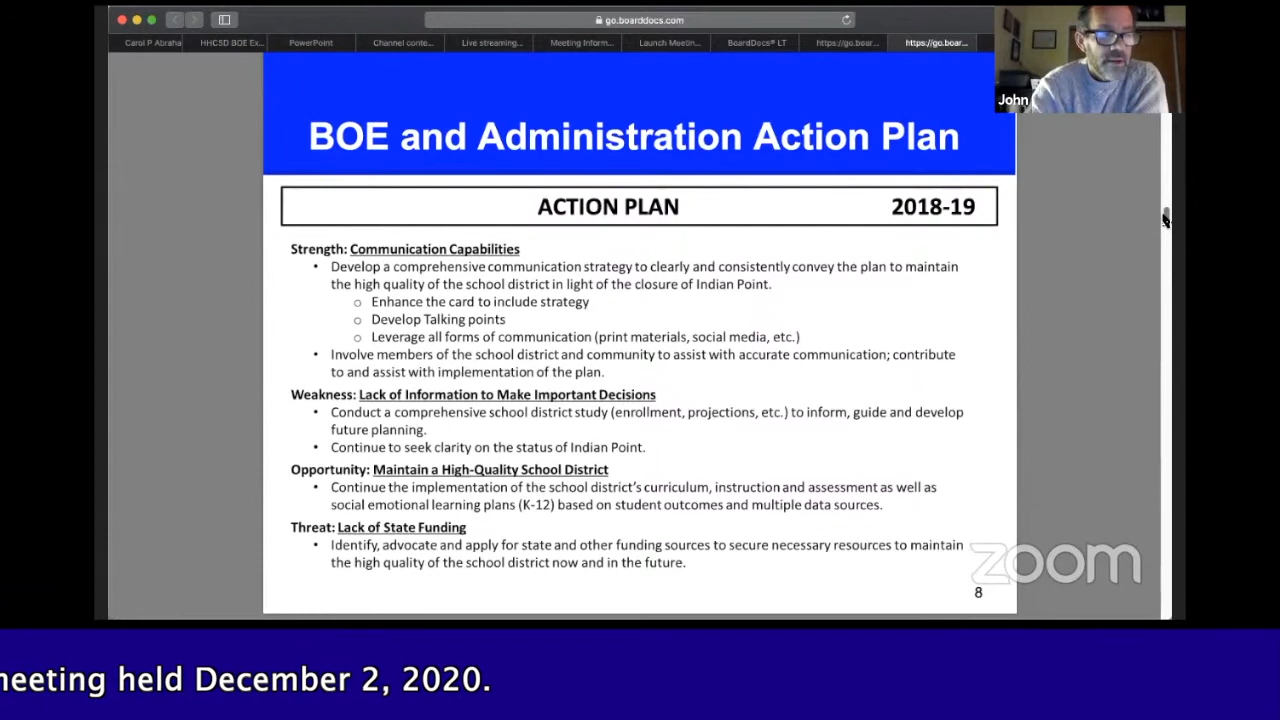 go.boarddocs.com
Carol P Abraha
HHCSD BOE Ex...
PowerPoint
Channel conte...
Live streaming...
Meeting Inform...
Launch Meetin...
BoardDocs® LT
https://go.boar...
https://go.boar...
John
BOE and Administration Action Plan
ACTION PLAN 2018-19
Strength: Communication Capabilities
• Develop a comprehensive communication strategy to clearly and consistently convey the plan to maintain
the high quality of the school district in light of the closure of Indian Point.
o Enhance the card to include strategy
o Develop Talking points
o Leverage all forms of communication (print materials, social media, etc.)
• Involve members of the school district and community to assist with accurate communication; contribute
to and assist with implementation of the plan.
Weakness: Lack of Information to Make Important Decisions
• Conduct a comprehensive school district study (enrollment, projections, etc.) to inform, guide and develop
future planning.
• Continue to seek clarity on the status of Indian Point.
Opportunity: Maintain a High-Quality School District
• Continue the implementation of the school district's curriculum, instruction and assessment as well as
social emotional learning plans (K-12) based on student outcomes and multiple data sources.
Threat: Lack of State Funding
• Identify, advocate and apply for state and other funding sources to secure necessary resources to maintain
the high quality of the school district now and in the future.
zoom
8
meeting held December 2, 2020.